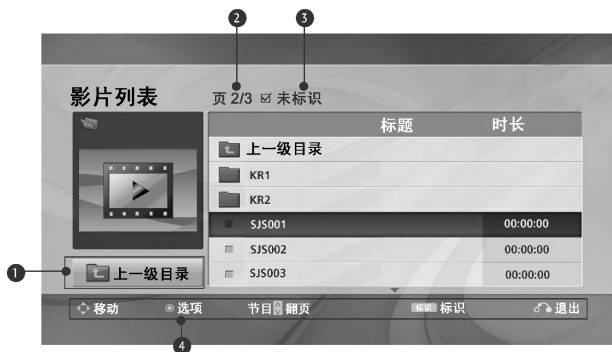 2 3
影片列表 页 2/3 ☑ 未标识
标题 时长
上一级目录
KR1
KR2
SJS001 00:00:00
SJS002 00:00:00
SJS003 00:00:00
1 上一级目录
移动 选项 节目 翻页 标识 标识 退出
4